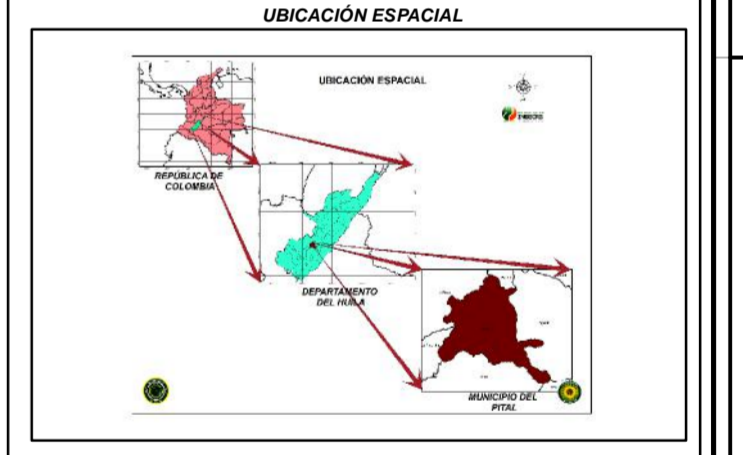 UBICACIÓN ESPACIAL
UBICACIÓN ESPACIAL
REPÚBLICA DE
COLOMBIA
DEPARTAMENTO
DEL HUILA
MUNICIPIO DEL
PITAL